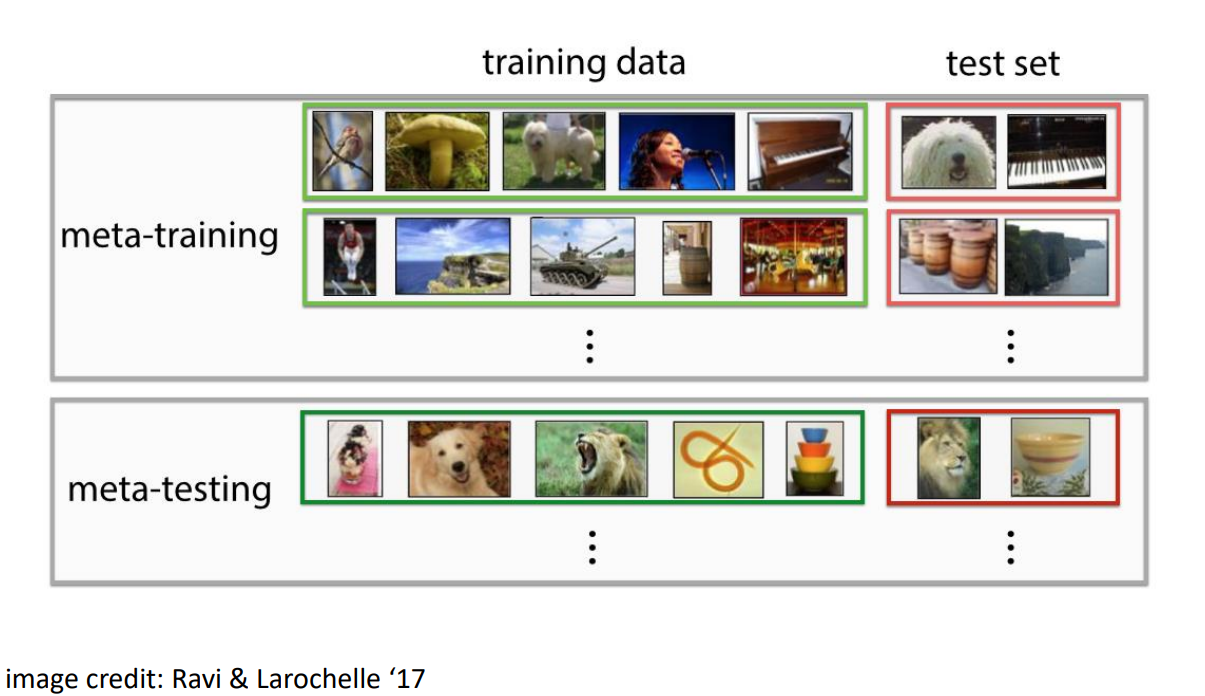 training data
test set
meta-training
meta-testing
image credit: Ravi & Larochelle ‘17